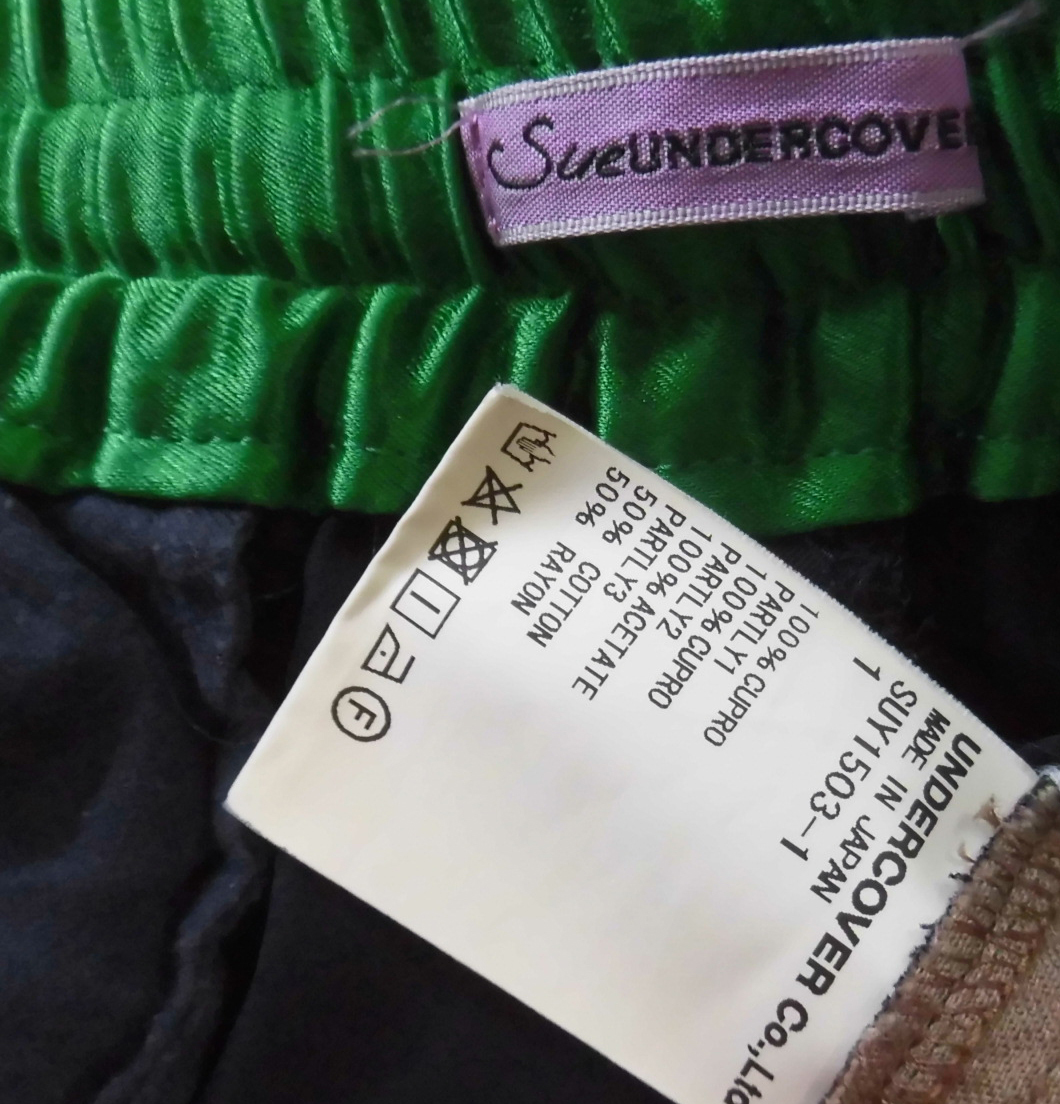 SueUNDERCOVER
UNDERCOVER Co.,Ltd
MADE IN JAPAN
SUY1503-1
1
100% CUPRO
PARTLY1
100% CUPRO
PARTLY2
100% ACETATE
PARTLY3
50% COTTON
50% RAYON
F